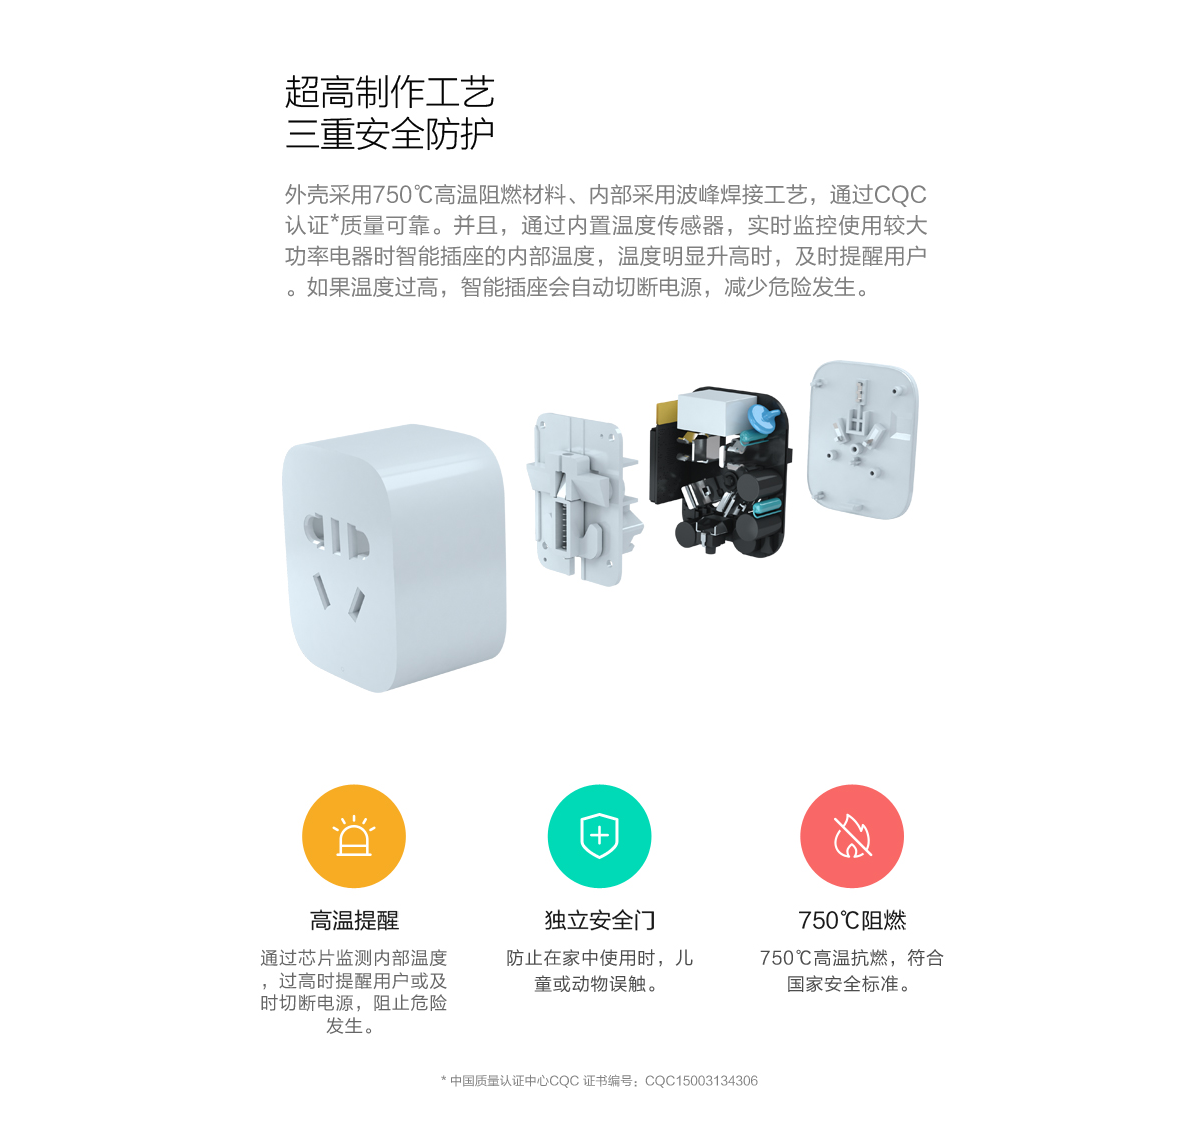 超高制作工艺
三重安全防护
外壳采用750℃高温阻燃材料、内部采用波峰焊接工艺，通过CQC
认证*质量可靠。并且，通过内置温度传感器，实时监控使用较大
功率电器时智能插座的内部温度，温度明显升高时，及时提醒用户
。如果温度过高，智能插座会自动切断电源，减少危险发生。
高温提醒
通过芯片监测内部温度
，过高时提醒用户或及
时切断电源，阻止危险
发生。
独立安全门
防止在家中使用时，儿
童或动物误触。
750℃阻燃
750℃高温抗燃，符合
国家安全标准。
* 中国质量认证中心CQC 证书编号：CQC15003134306